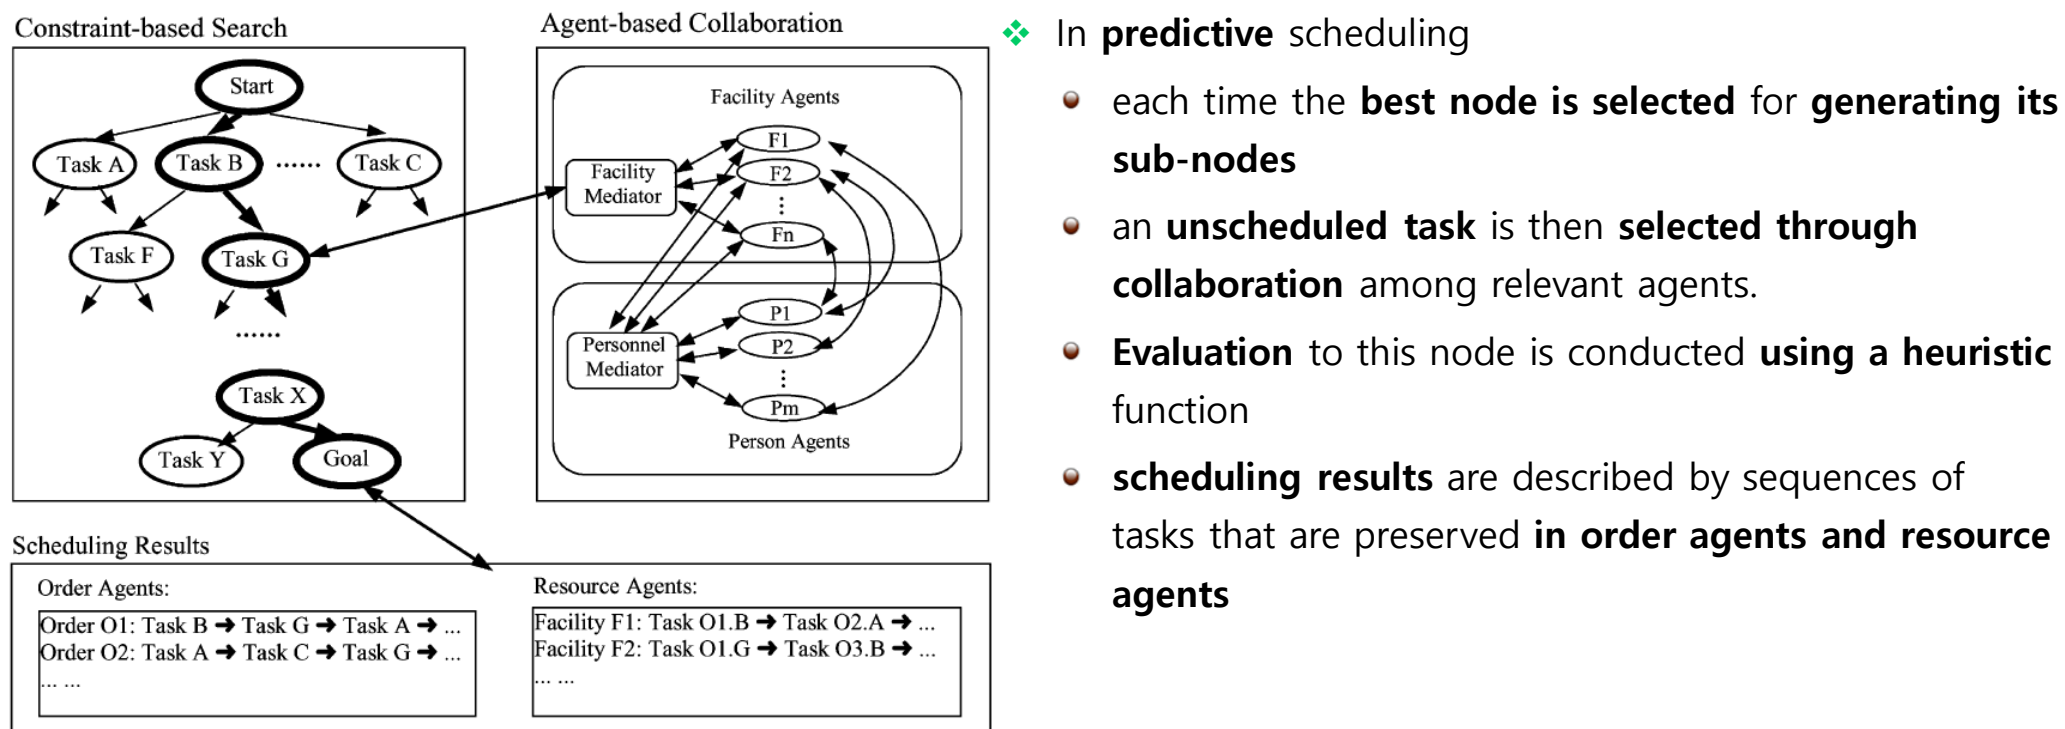 Constraint-based Search
Start
Task A
Task B
......
Task C
Task F
Task G
......
Task X
Task Y
Goal
Agent-based Collaboration
Facility Agents
Facility
Mediator
F1
F2
Fn
Personnel
Mediator
P1
P2
Pm
Person Agents
Scheduling Results
Order Agents:
Order O1: Task B ➔ Task G ➔ Task A ➔ ...
Order O2: Task A ➔ Task C ➔ Task G ➔ ...
... ...
Resource Agents:
Facility F1: Task O1.B ➔ Task O2.A ➔ ...
Facility F2: Task O1.G ➔ Task O3.B ➔ ...
... ...
In predictive scheduling
each time the best node is selected for generating its
sub-nodes
an unscheduled task is then selected through
collaboration among relevant agents.
Evaluation to this node is conducted using a heuristic
function
scheduling results are described by sequences of
tasks that are preserved in order agents and resource
agents